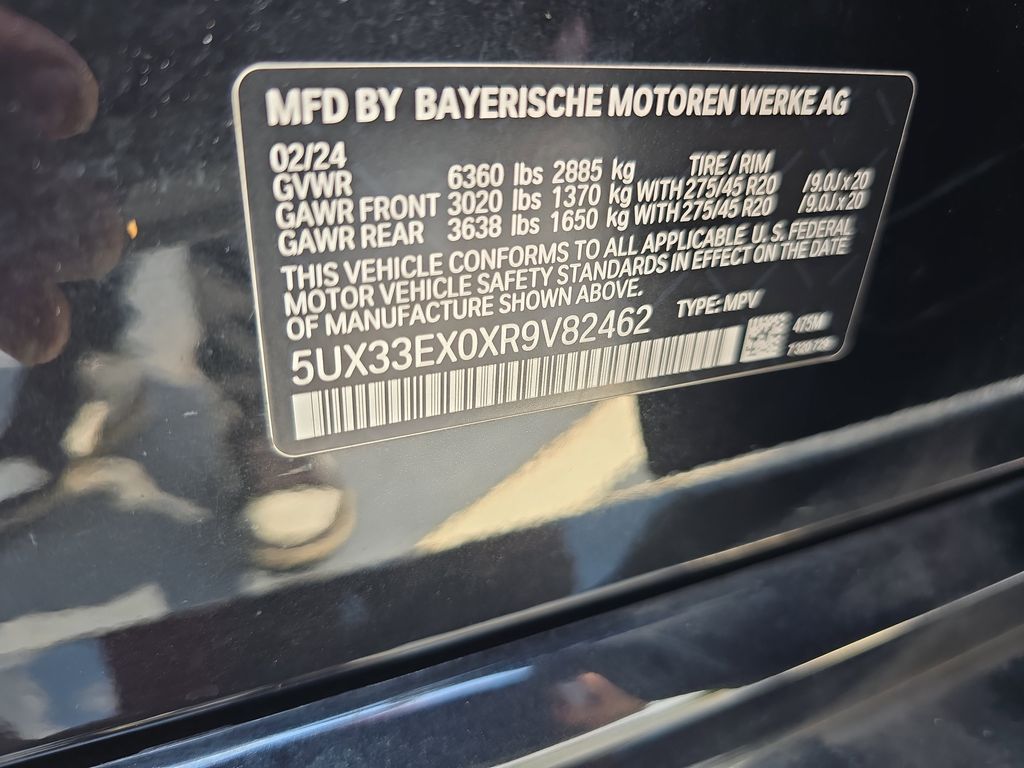 MFD BY BAYERISCHE MOTOREN WERKE AG
02/24 TIRE / RIM
GVWR 6360 lbs 2885 kg
GAWR FRONT 3020 lbs 1370 kg WITH 275/45 R20 /9.0J x 20
GAWR REAR 3638 lbs 1650 kg WITH 275/45 R20 /9.0J x 20
THIS VEHICLE CONFORMS TO ALL APPLICABLE U.S. FEDERAL
MOTOR VEHICLE SAFETY STANDARDS IN EFFECT ON THE DATE
OF MANUFACTURE SHOWN ABOVE.
5UX33EX0XR9V82462 TYPE: MPV
475M